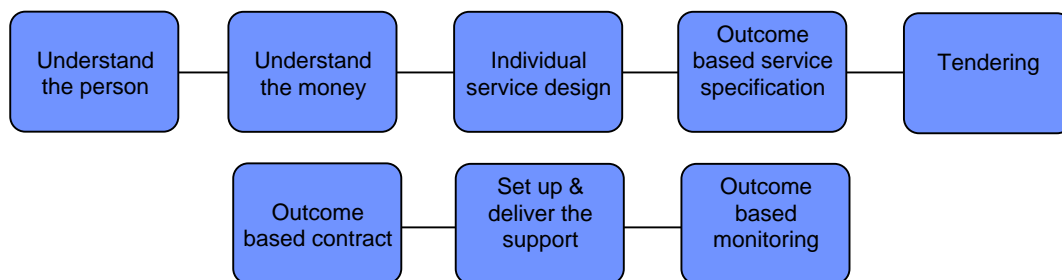 Understand
the person
Understand
the money
Individual
service design
Outcome
based service
specification
Tendering
Outcome
based contract
Set up &
deliver the
support
Outcome
based
monitoring